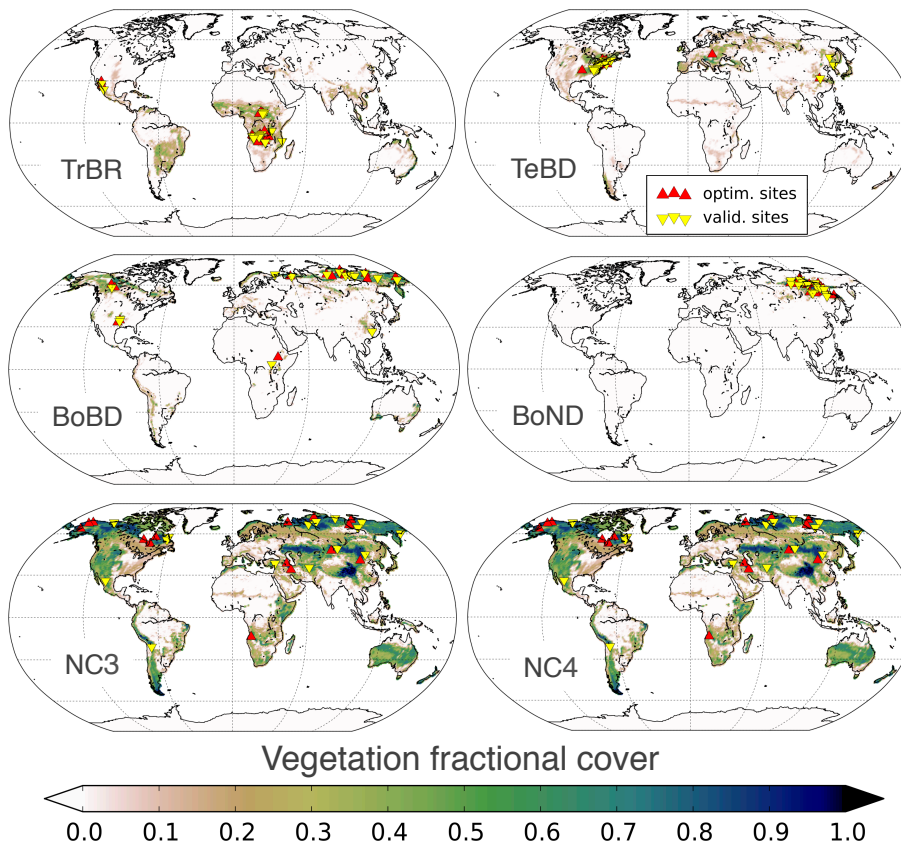 TrBR
TeBD
optim. sites
valid. sites
BoBD
BoND
NC3
NC4
Vegetation fractional cover
0.0 0.1 0.2 0.3 0.4 0.5 0.6 0.7 0.8 0.9 1.0